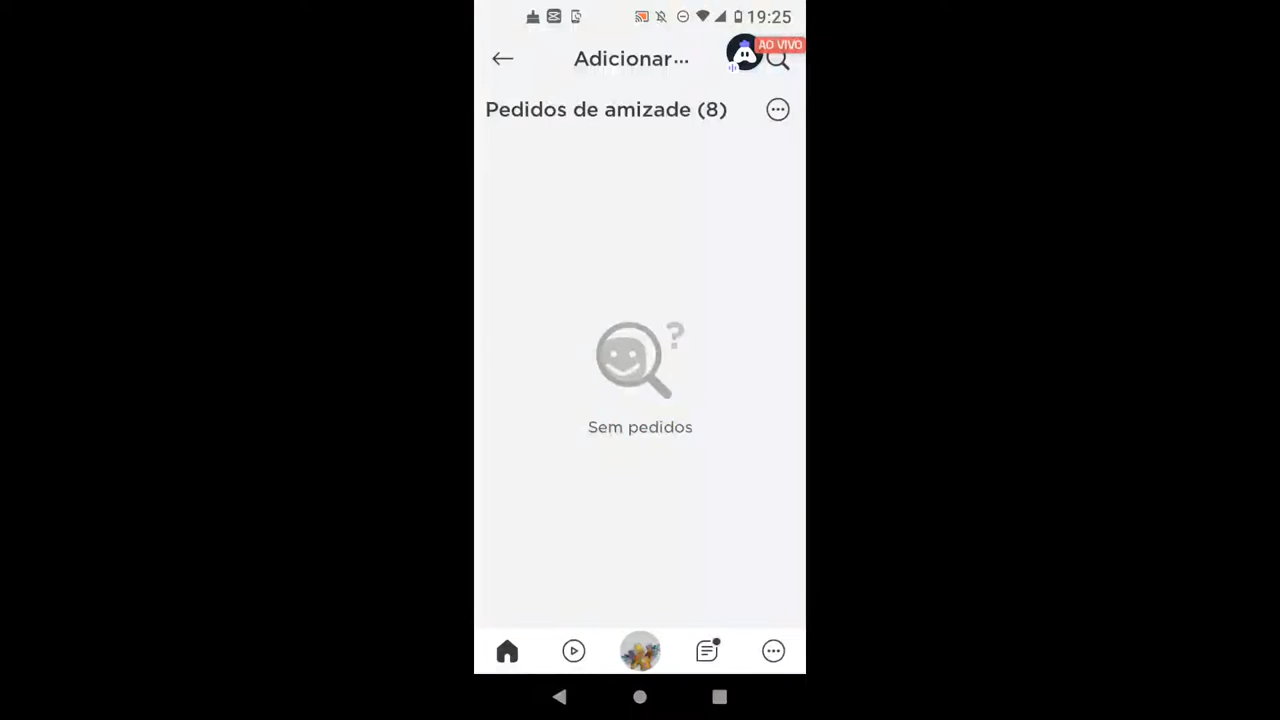 19:25
Adicionar...
AO VIVO
Pedidos de amizade (8)
?
Sem pedidos